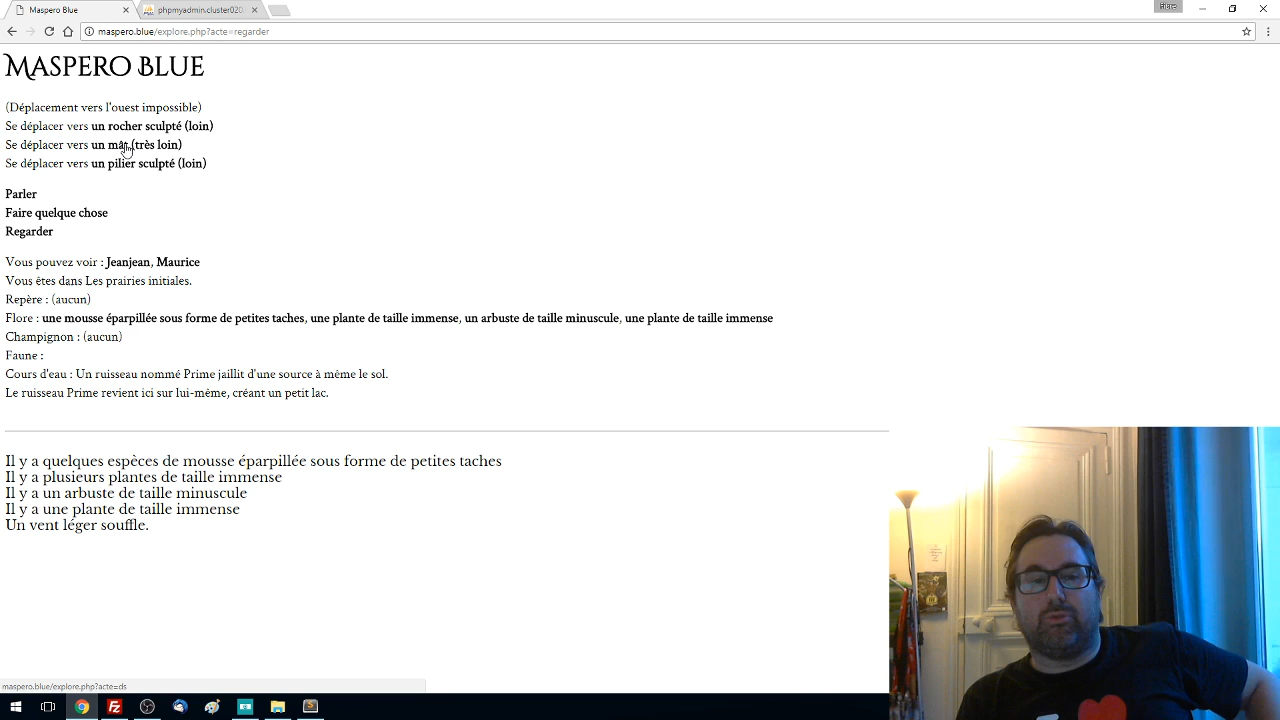 Maspero Blue
phpmyadmin.cluster020.
maspero.blue/explore.php?acte=regarder
Maspero Blue
(Déplacement vers l'ouest impossible)
Se déplacer vers un rocher sculpté (loin)
Se déplacer vers un mât (très loin)
Se déplacer vers un pilier sculpté (loin)
Parler
Faire quelque chose
Regarder
Vous pouvez voir : Jeanjean, Maurice
Vous êtes dans Les prairies initiales.
Repère : (aucun)
Flore : une mousse éparpillée sous forme de petites taches, une plante de taille immense, un arbuste de taille minuscule, une plante de taille immense
Champignon : (aucun)
Faune :
Cours d'eau : Un ruisseau nommé Prime jaillit d'une source à même le sol.
Le ruisseau Prime revient ici sur lui-même, créant un petit lac.
Il y a quelques espèces de mousse éparpillée sous forme de petites taches
Il y a plusieurs plantes de taille immense
Il y a un arbuste de taille minuscule
Il y a une plante de taille immense
Un vent léger souffle.
maspero.blue/explore.php?acte=ds